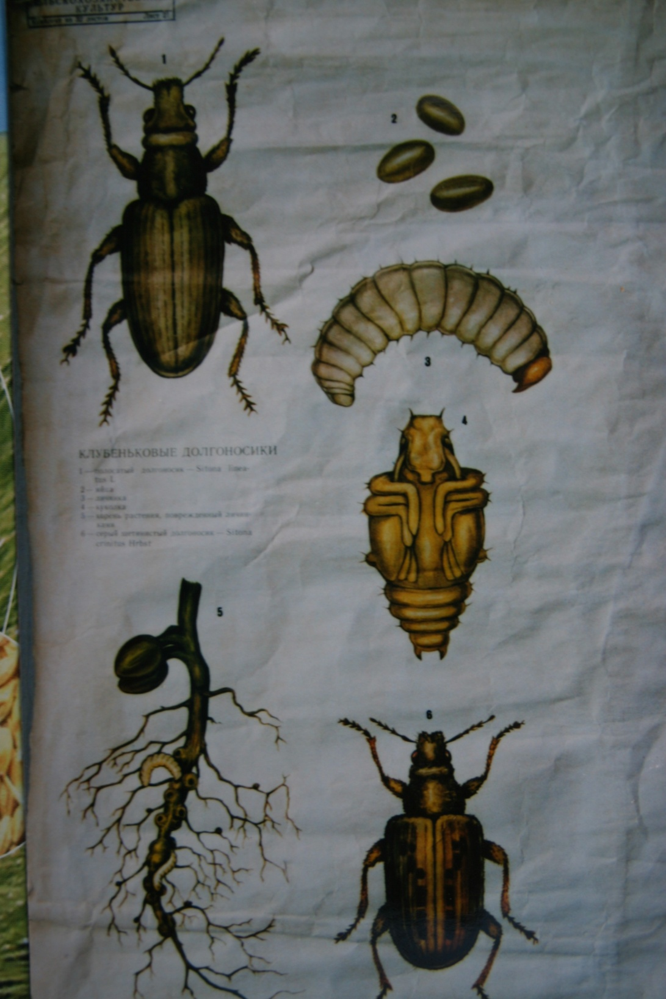 КУЛЬТУР
1
2
3
4
КЛУБЕНЬКОВЫЕ ДОЛГОНОСИКИ
1 — полосатый долгоносик — Sitona linea-
tus L
2 — яйца
3 — личинка
4 — куколка
5 — корень растения, поврежденный личин-
ками
6 — серый щетинистый долгоносик — Sitona
crinitus Hrbst
5
6